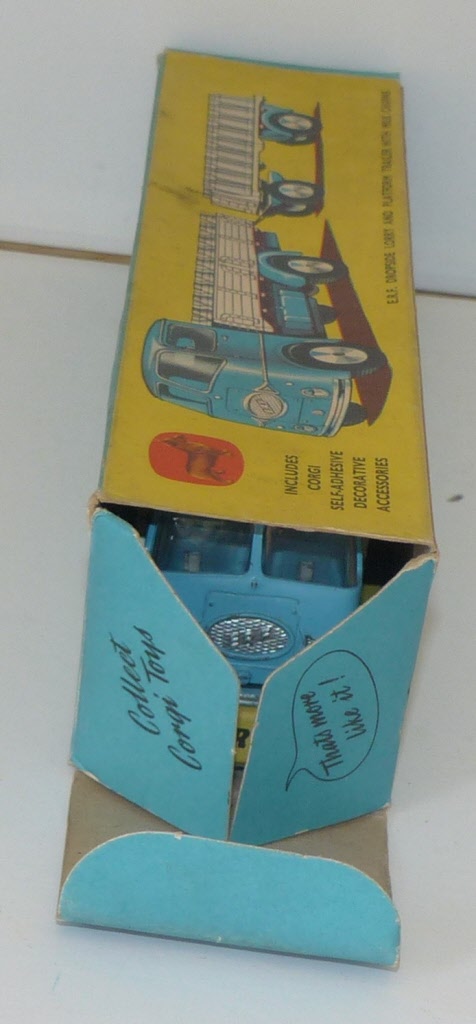 E.R.F. DROPSIDE LORRY AND PLATFORM TRAILER WITH MILK CHURNS
INCLUDES
CORGI
SELF-ADHESIVE
DECORATIVE
ACCESSORIES
Collect
Corgi Toys
Thats more
like it!